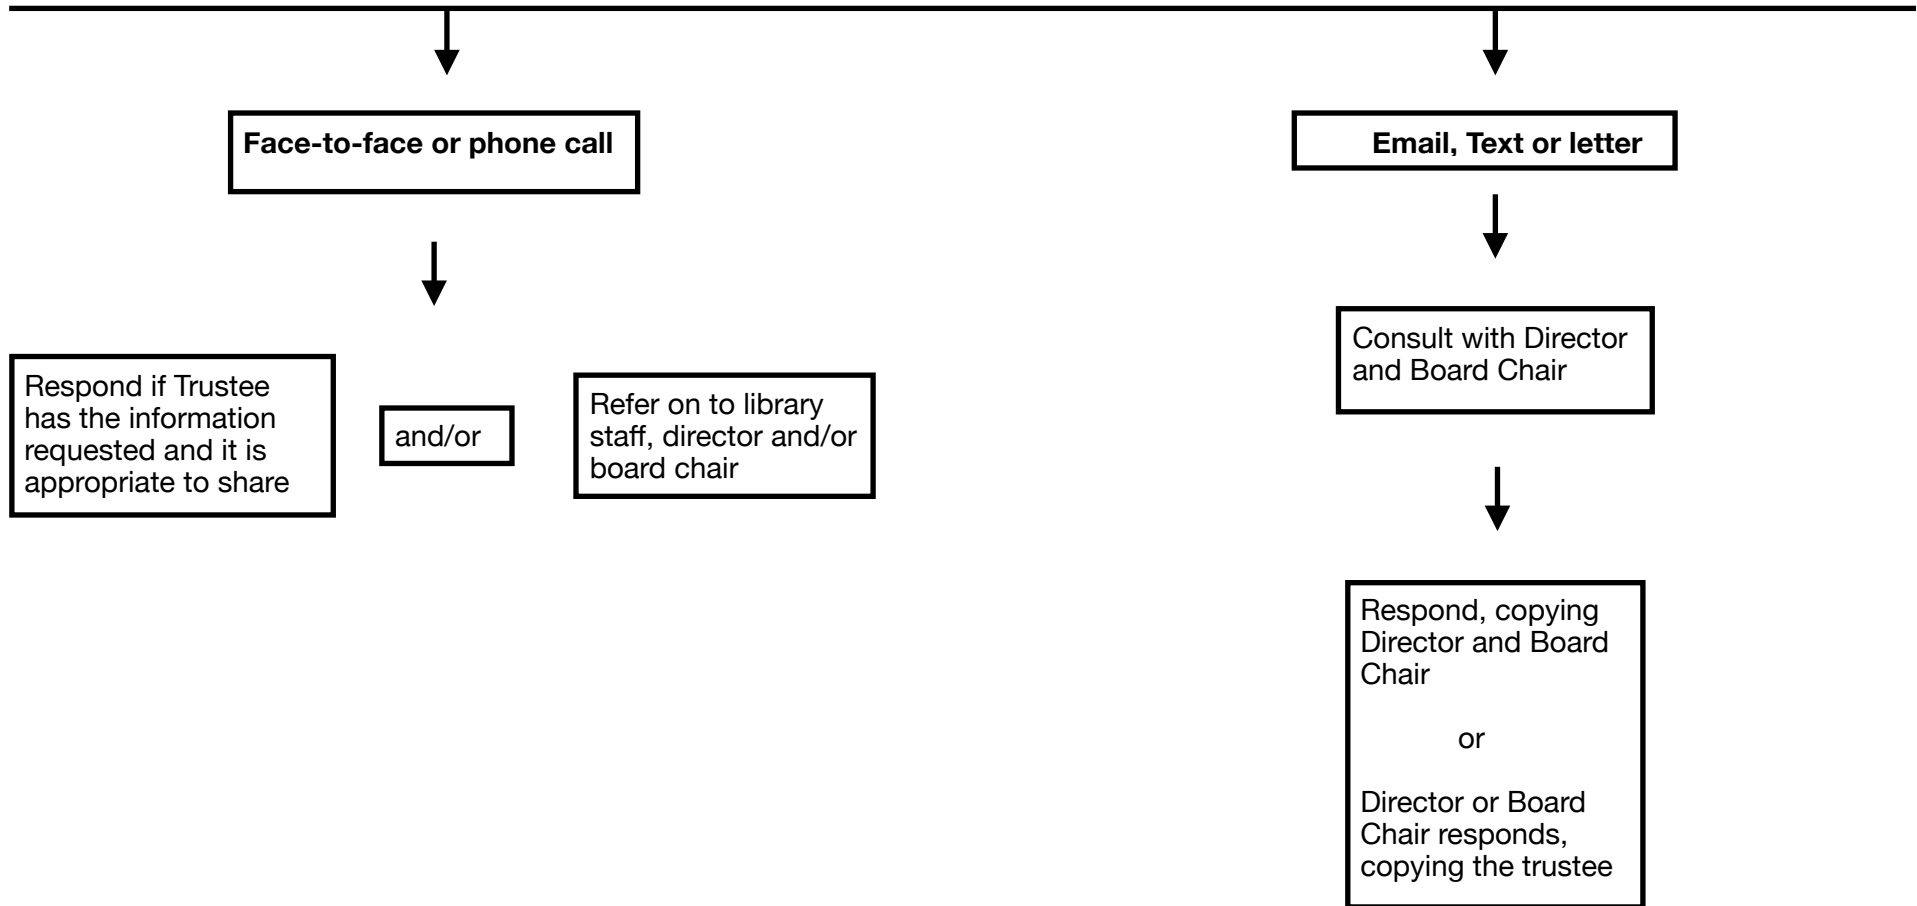 Face-to-face or phone call
Email, Text or letter
Respond if Trustee
has the information
requested and it is
appropriate to share
and/or
Refer on to library
staff, director and/or
board chair
Consult with Director
and Board Chair
Respond, copying
Director and Board
Chair
or
Director or Board
Chair responds,
copying the trustee